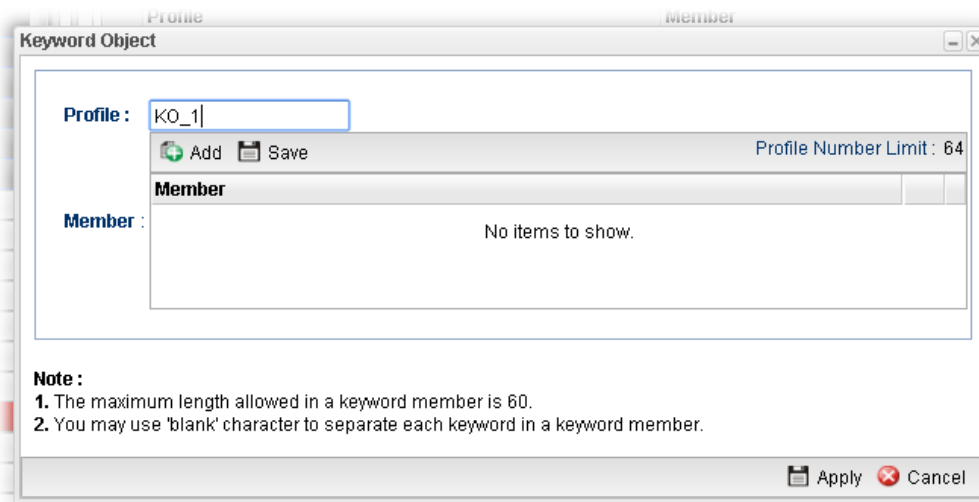 Profile Member
Keyword Object
Profile : KO_1
Add Save Profile Number Limit : 64
Member
Member :
No items to show.
Note :
1. The maximum length allowed in a keyword member is 60.
2. You may use 'blank' character to separate each keyword in a keyword member.
Apply Cancel